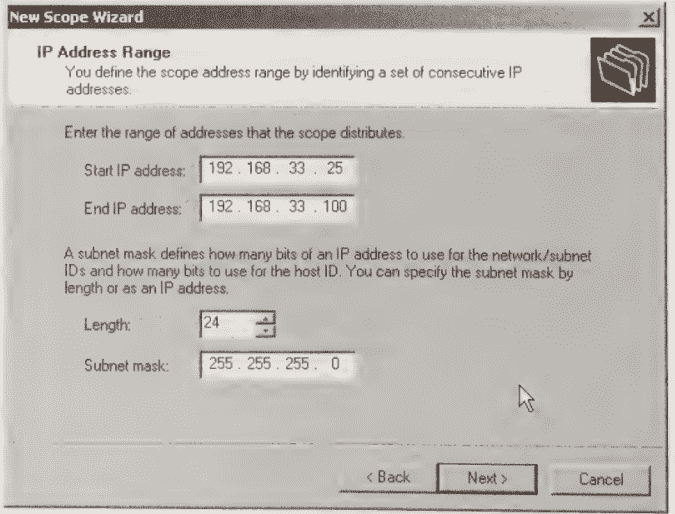 New Scope Wizard
IP Address Range
You define the scope address range by identifying a set of consecutive IP
addresses.
Enter the range of addresses that the scope distributes.
Start IP address: 192 . 168 . 33 . 25
End IP address: 192 . 168 . 33 . 100
A subnet mask defines how many bits of an IP address to use for the network/subnet
IDs and how many bits to use for the host ID. You can specify the subnet mask by
length or as an IP address.
Length: 24
Subnet mask: 255 . 255 . 255 . 0
< Back Next > Cancel